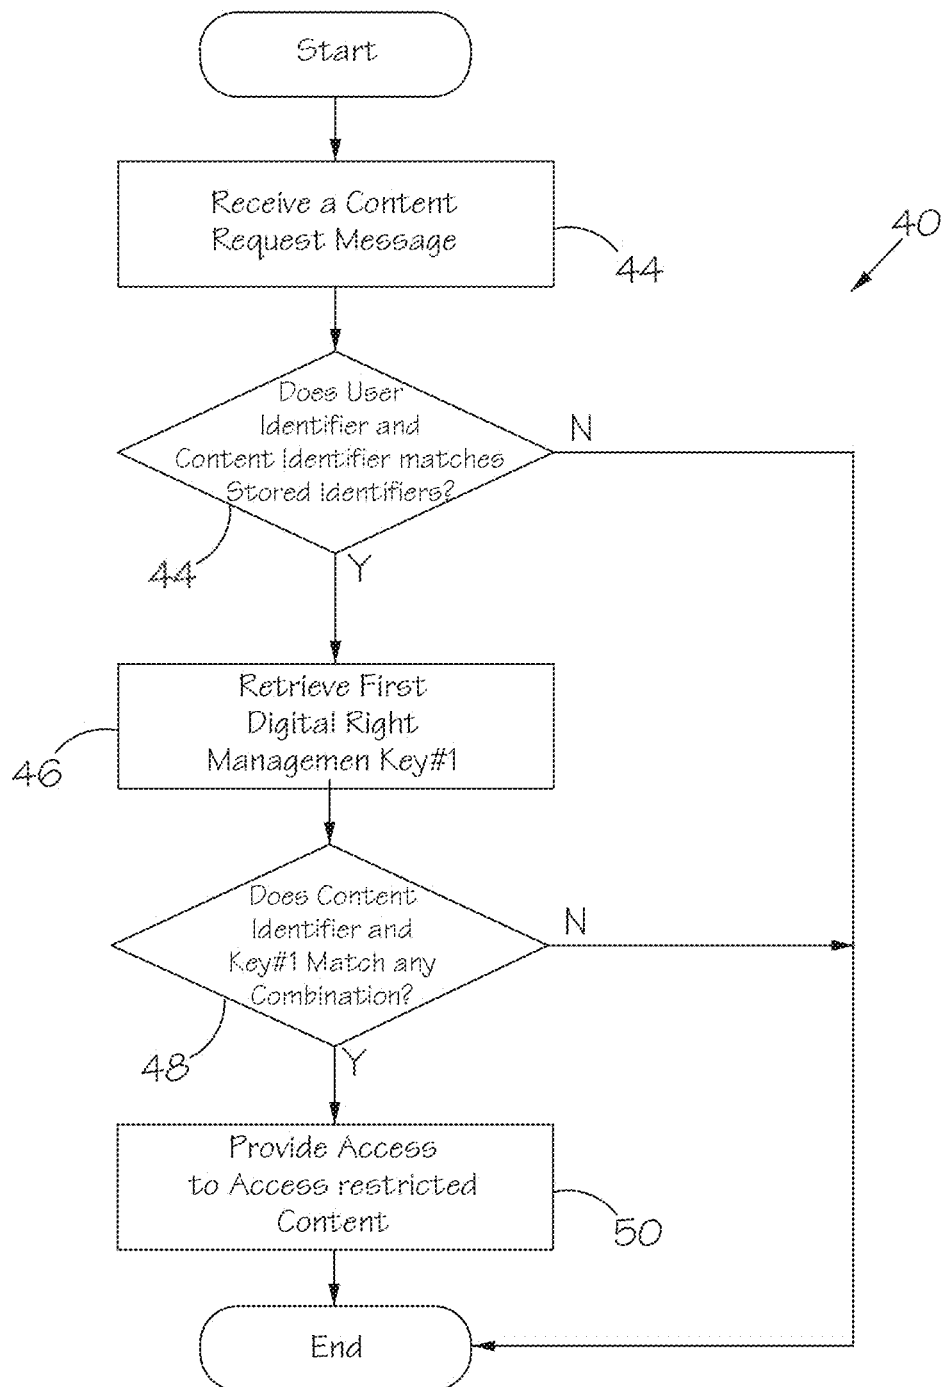 Start
Receive a Content
Request Message
44
40
Does User
Identifier and
Content Identifier matches
Stored Identifiers?
N
44
Y
Retrieve First
Digital Right
Managemen Key#1
46
Does Content
Identifier and
Key#1 Match any
Combination?
N
48
Y
Provide Access
to Access restricted
Content
50
End